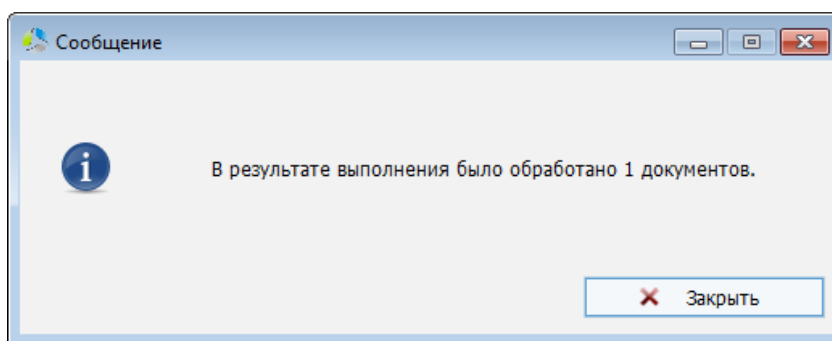 Сообщение
В результате выполнения было обработано 1 документов.
Закрыть